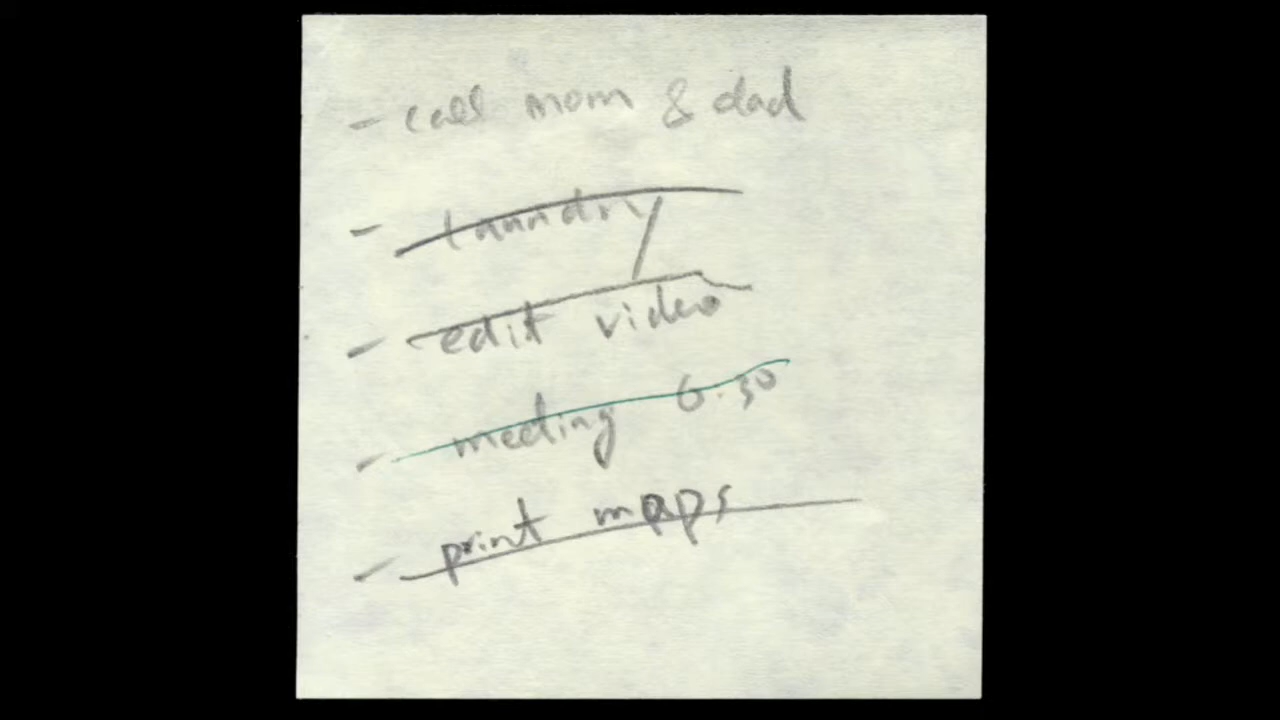 - call mom & dad
- laundry
- edit video
- meeting 6.30
- print maps